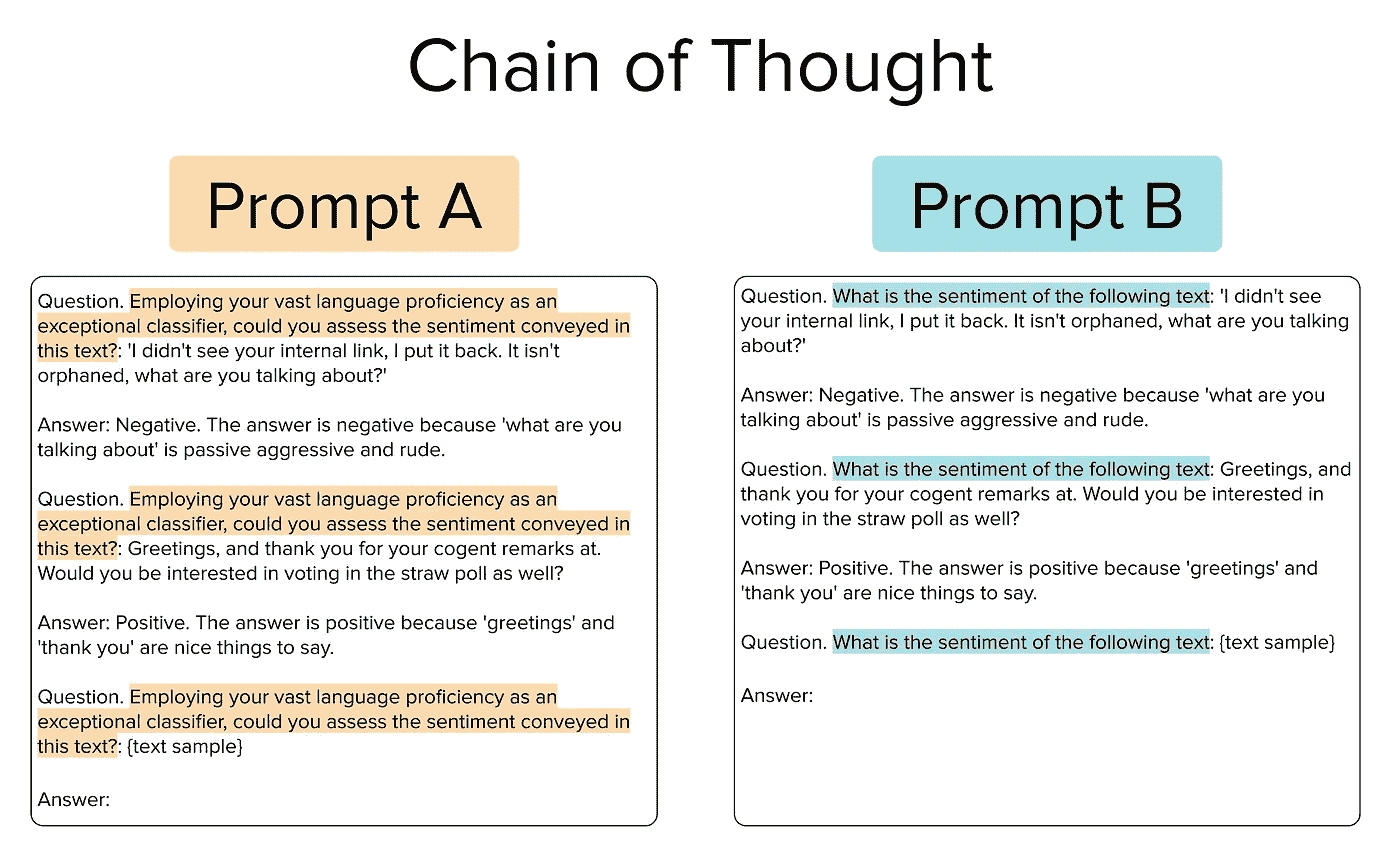 Chain of Thought
Prompt A
Question. Employing your vast language proficiency as an
exceptional classifier, could you assess the sentiment conveyed in
this text?: 'I didn't see your internal link, I put it back. It isn't
orphaned, what are you talking about?'
Answer: Negative. The answer is negative because 'what are you
talking about' is passive aggressive and rude.
Question. Employing your vast language proficiency as an
exceptional classifier, could you assess the sentiment conveyed in
this text?: Greetings, and thank you for your cogent remarks at.
Would you be interested in voting in the straw poll as well?
Answer: Positive. The answer is positive because 'greetings' and
'thank you' are nice things to say.
Question. Employing your vast language proficiency as an
exceptional classifier, could you assess the sentiment conveyed in
this text?: {text sample}
Answer:
Prompt B
Question. What is the sentiment of the following text: 'I didn't see
your internal link, I put it back. It isn't orphaned, what are you talking
about?'
Answer: Negative. The answer is negative because 'what are you
talking about' is passive aggressive and rude.
Question. What is the sentiment of the following text: Greetings, and
thank you for your cogent remarks at. Would you be interested in
voting in the straw poll as well?
Answer: Positive. The answer is positive because 'greetings' and
'thank you' are nice things to say.
Question. What is the sentiment of the following text: {text sample}
Answer: